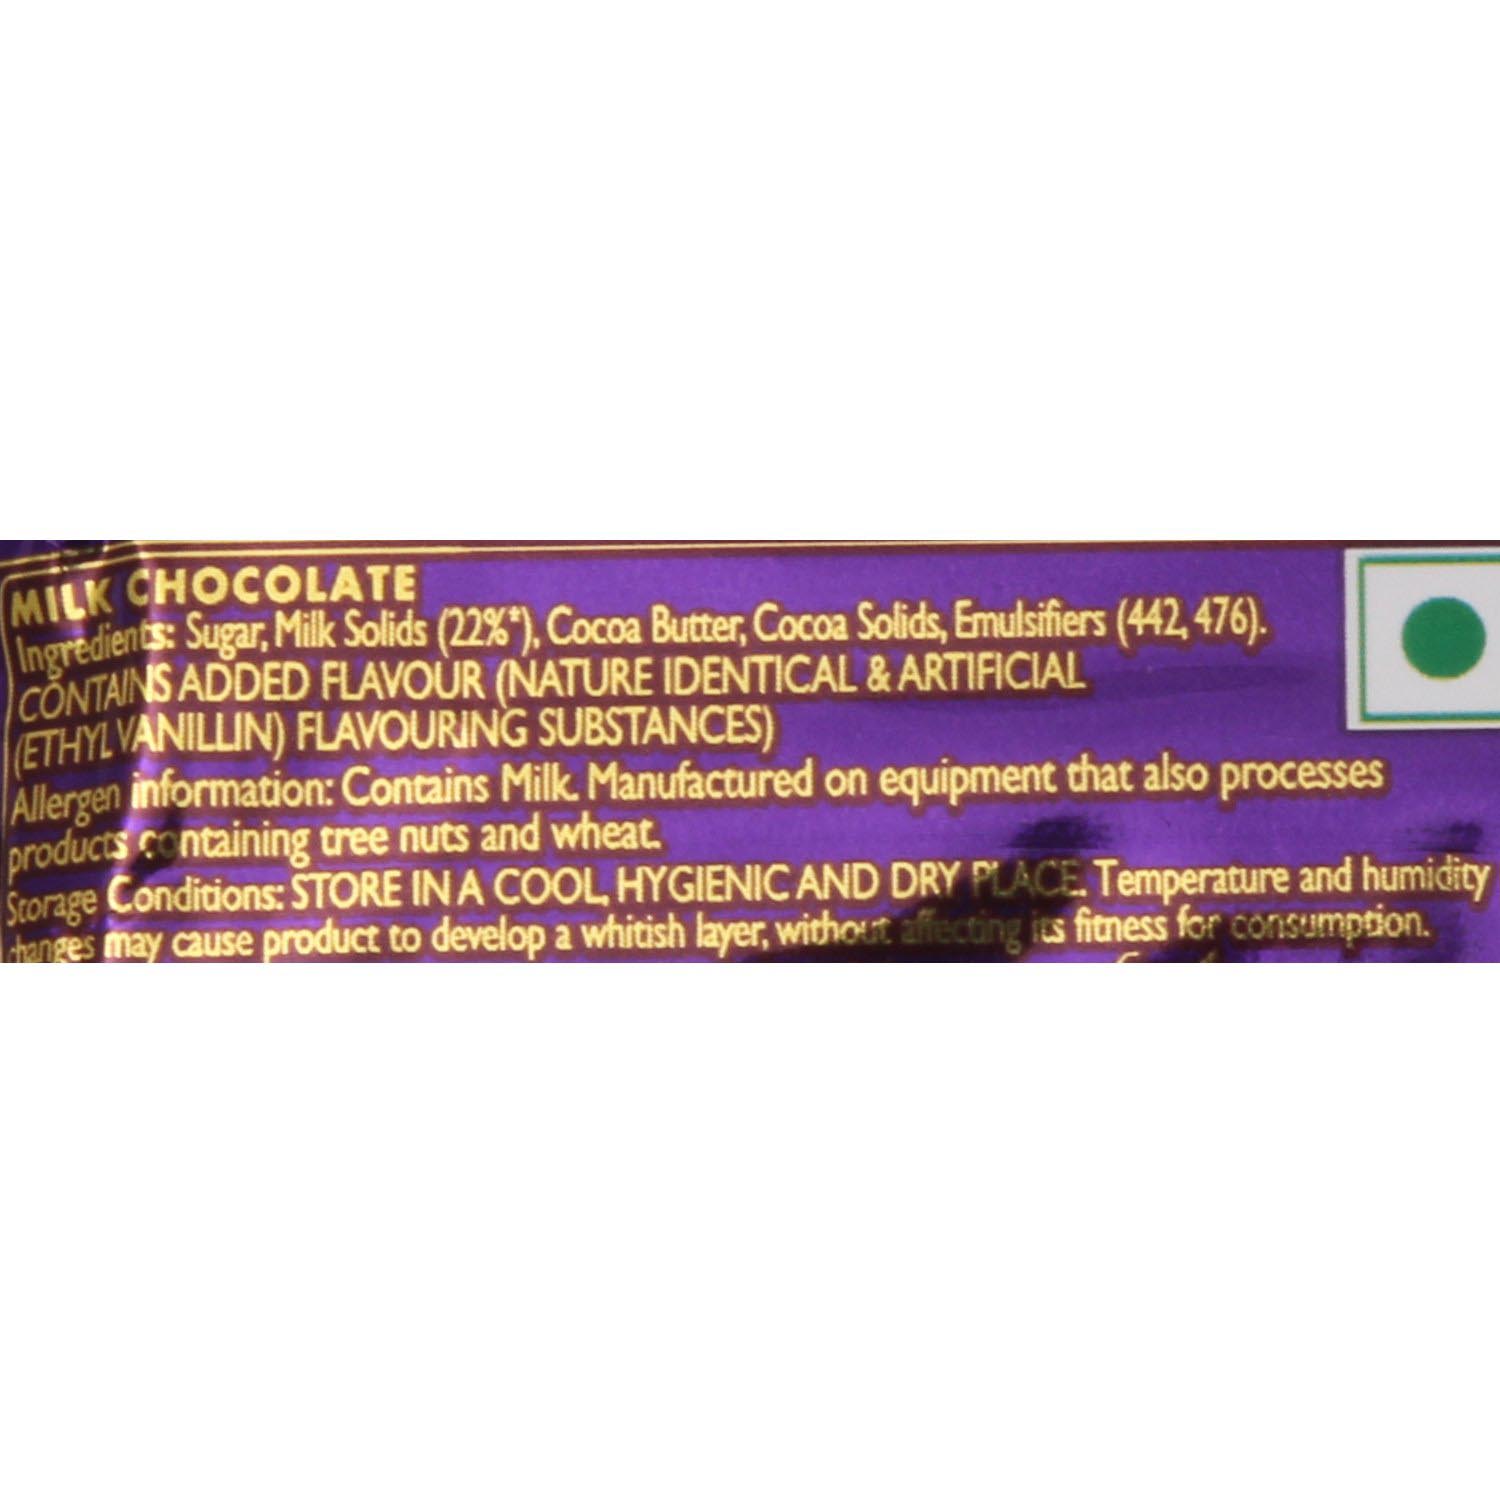 MILK CHOCOLATE
Ingredients: Sugar, Milk Solids (22%*), Cocoa Butter, Cocoa Solids, Emulsifiers (442, 476).
CONTAINS ADDED FLAVOUR (NATURE IDENTICAL & ARTIFICIAL
(ETHYL VANILLIN) FLAVOURING SUBSTANCES)
Allergen information: Contains Milk. Manufactured on equipment that also processes
products containing tree nuts and wheat.
Storage Conditions: STORE IN A COOL, HYGIENIC AND DRY PLACE. Temperature and humidity
changes may cause product to develop a whitish layer, without affecting its fitness for consumption.